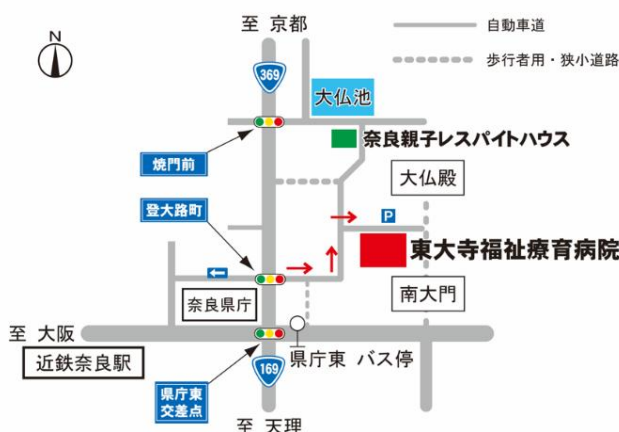 至 京都
自動車道
歩行者用・狭小道路
N
369
大仏池
奈良親子レスパイトハウス
焼門前
大仏殿
登大路町
P
東大寺福祉療育病院
奈良県庁
南大門
至 大阪
近鉄奈良駅
県庁東 バス停
県庁東
交差点
169
至 天理